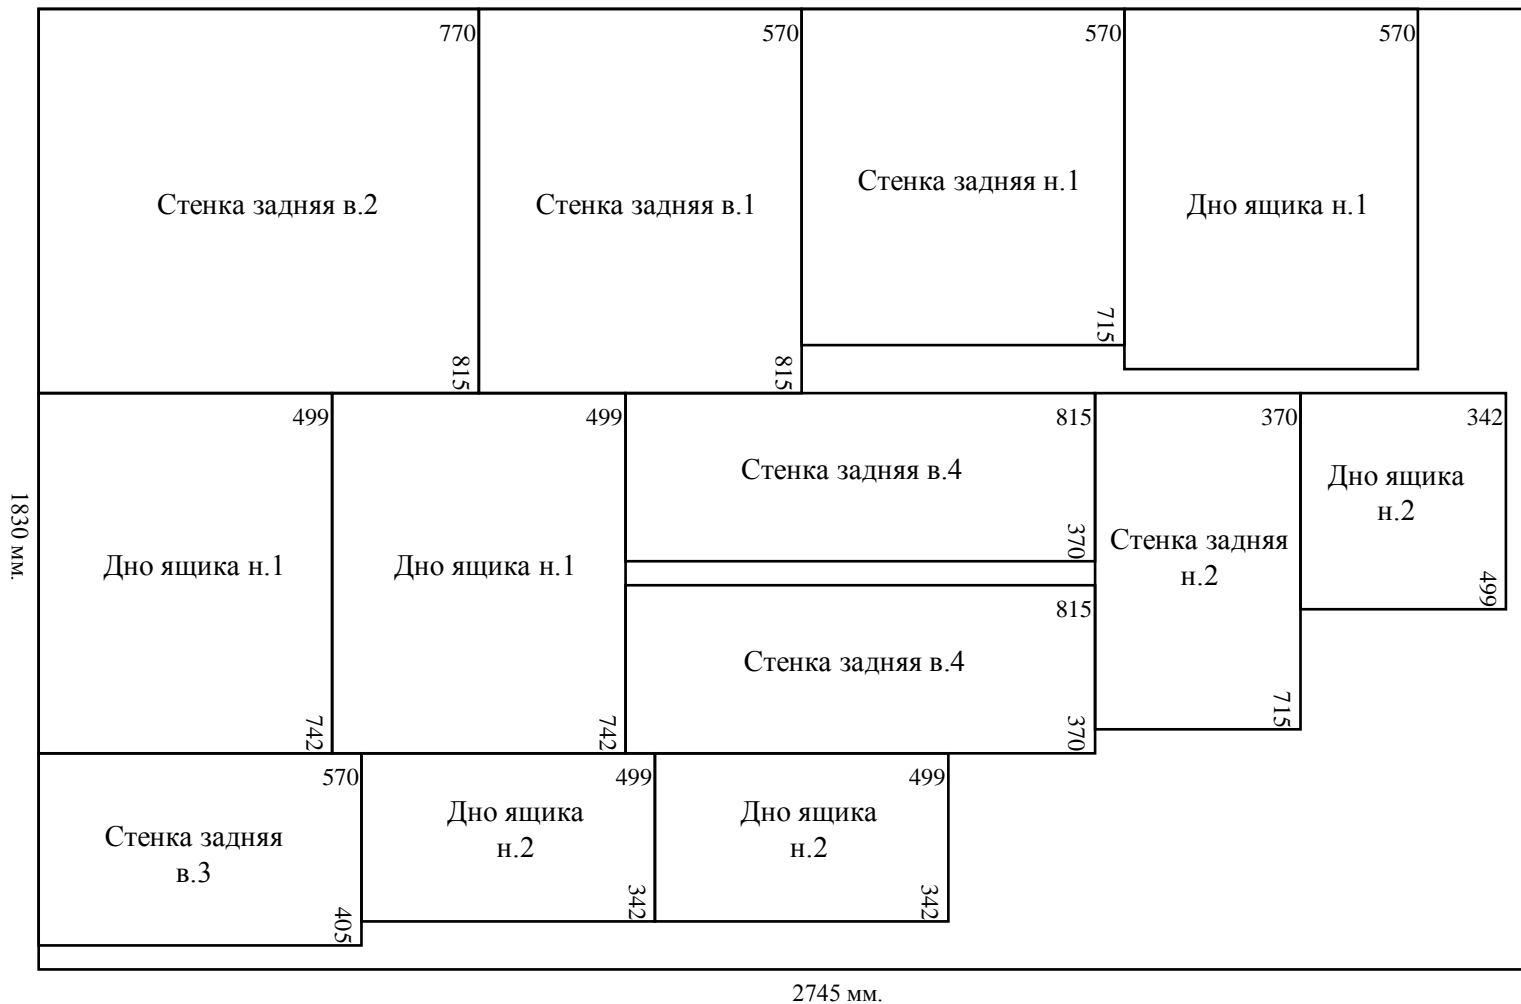 770
570
570
570
Стенка задняя в.2
Стенка задняя в.1
Стенка задняя н.1
Дно ящика н.1
715
815
815
499
499
815
370
342
Стенка задняя в.4
Дно ящика
н.2
370
Дно ящика н.1
Дно ящика н.1
Стенка задняя
н.2
499
815
Стенка задняя в.4
742
742
370
715
570
499
499
Стенка задняя
в.3
Дно ящика
н.2
Дно ящика
н.2
405
342
342
1830 мм.
2745 мм.